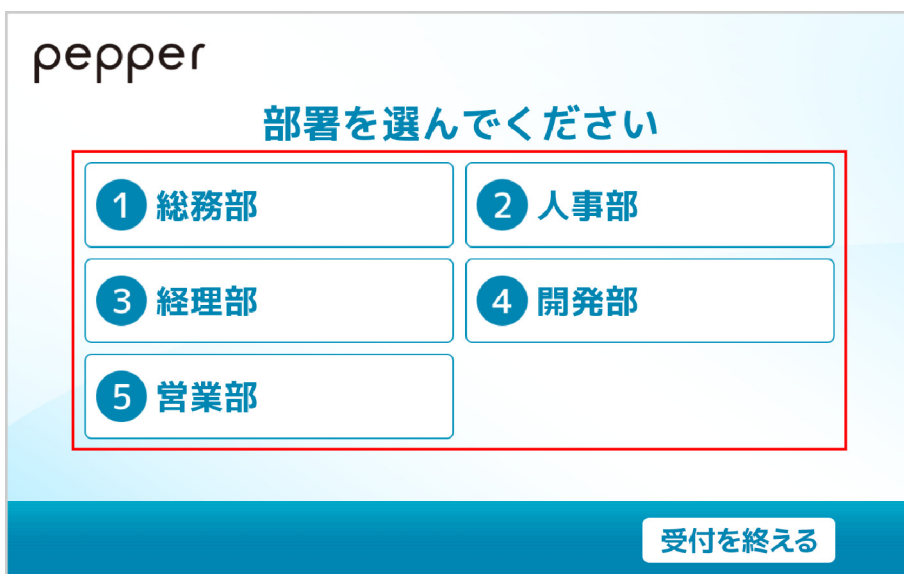 pepper
部署を選んでください
1 総務部
2 人事部
3 経理部
4 開発部
5 営業部
受付を終える